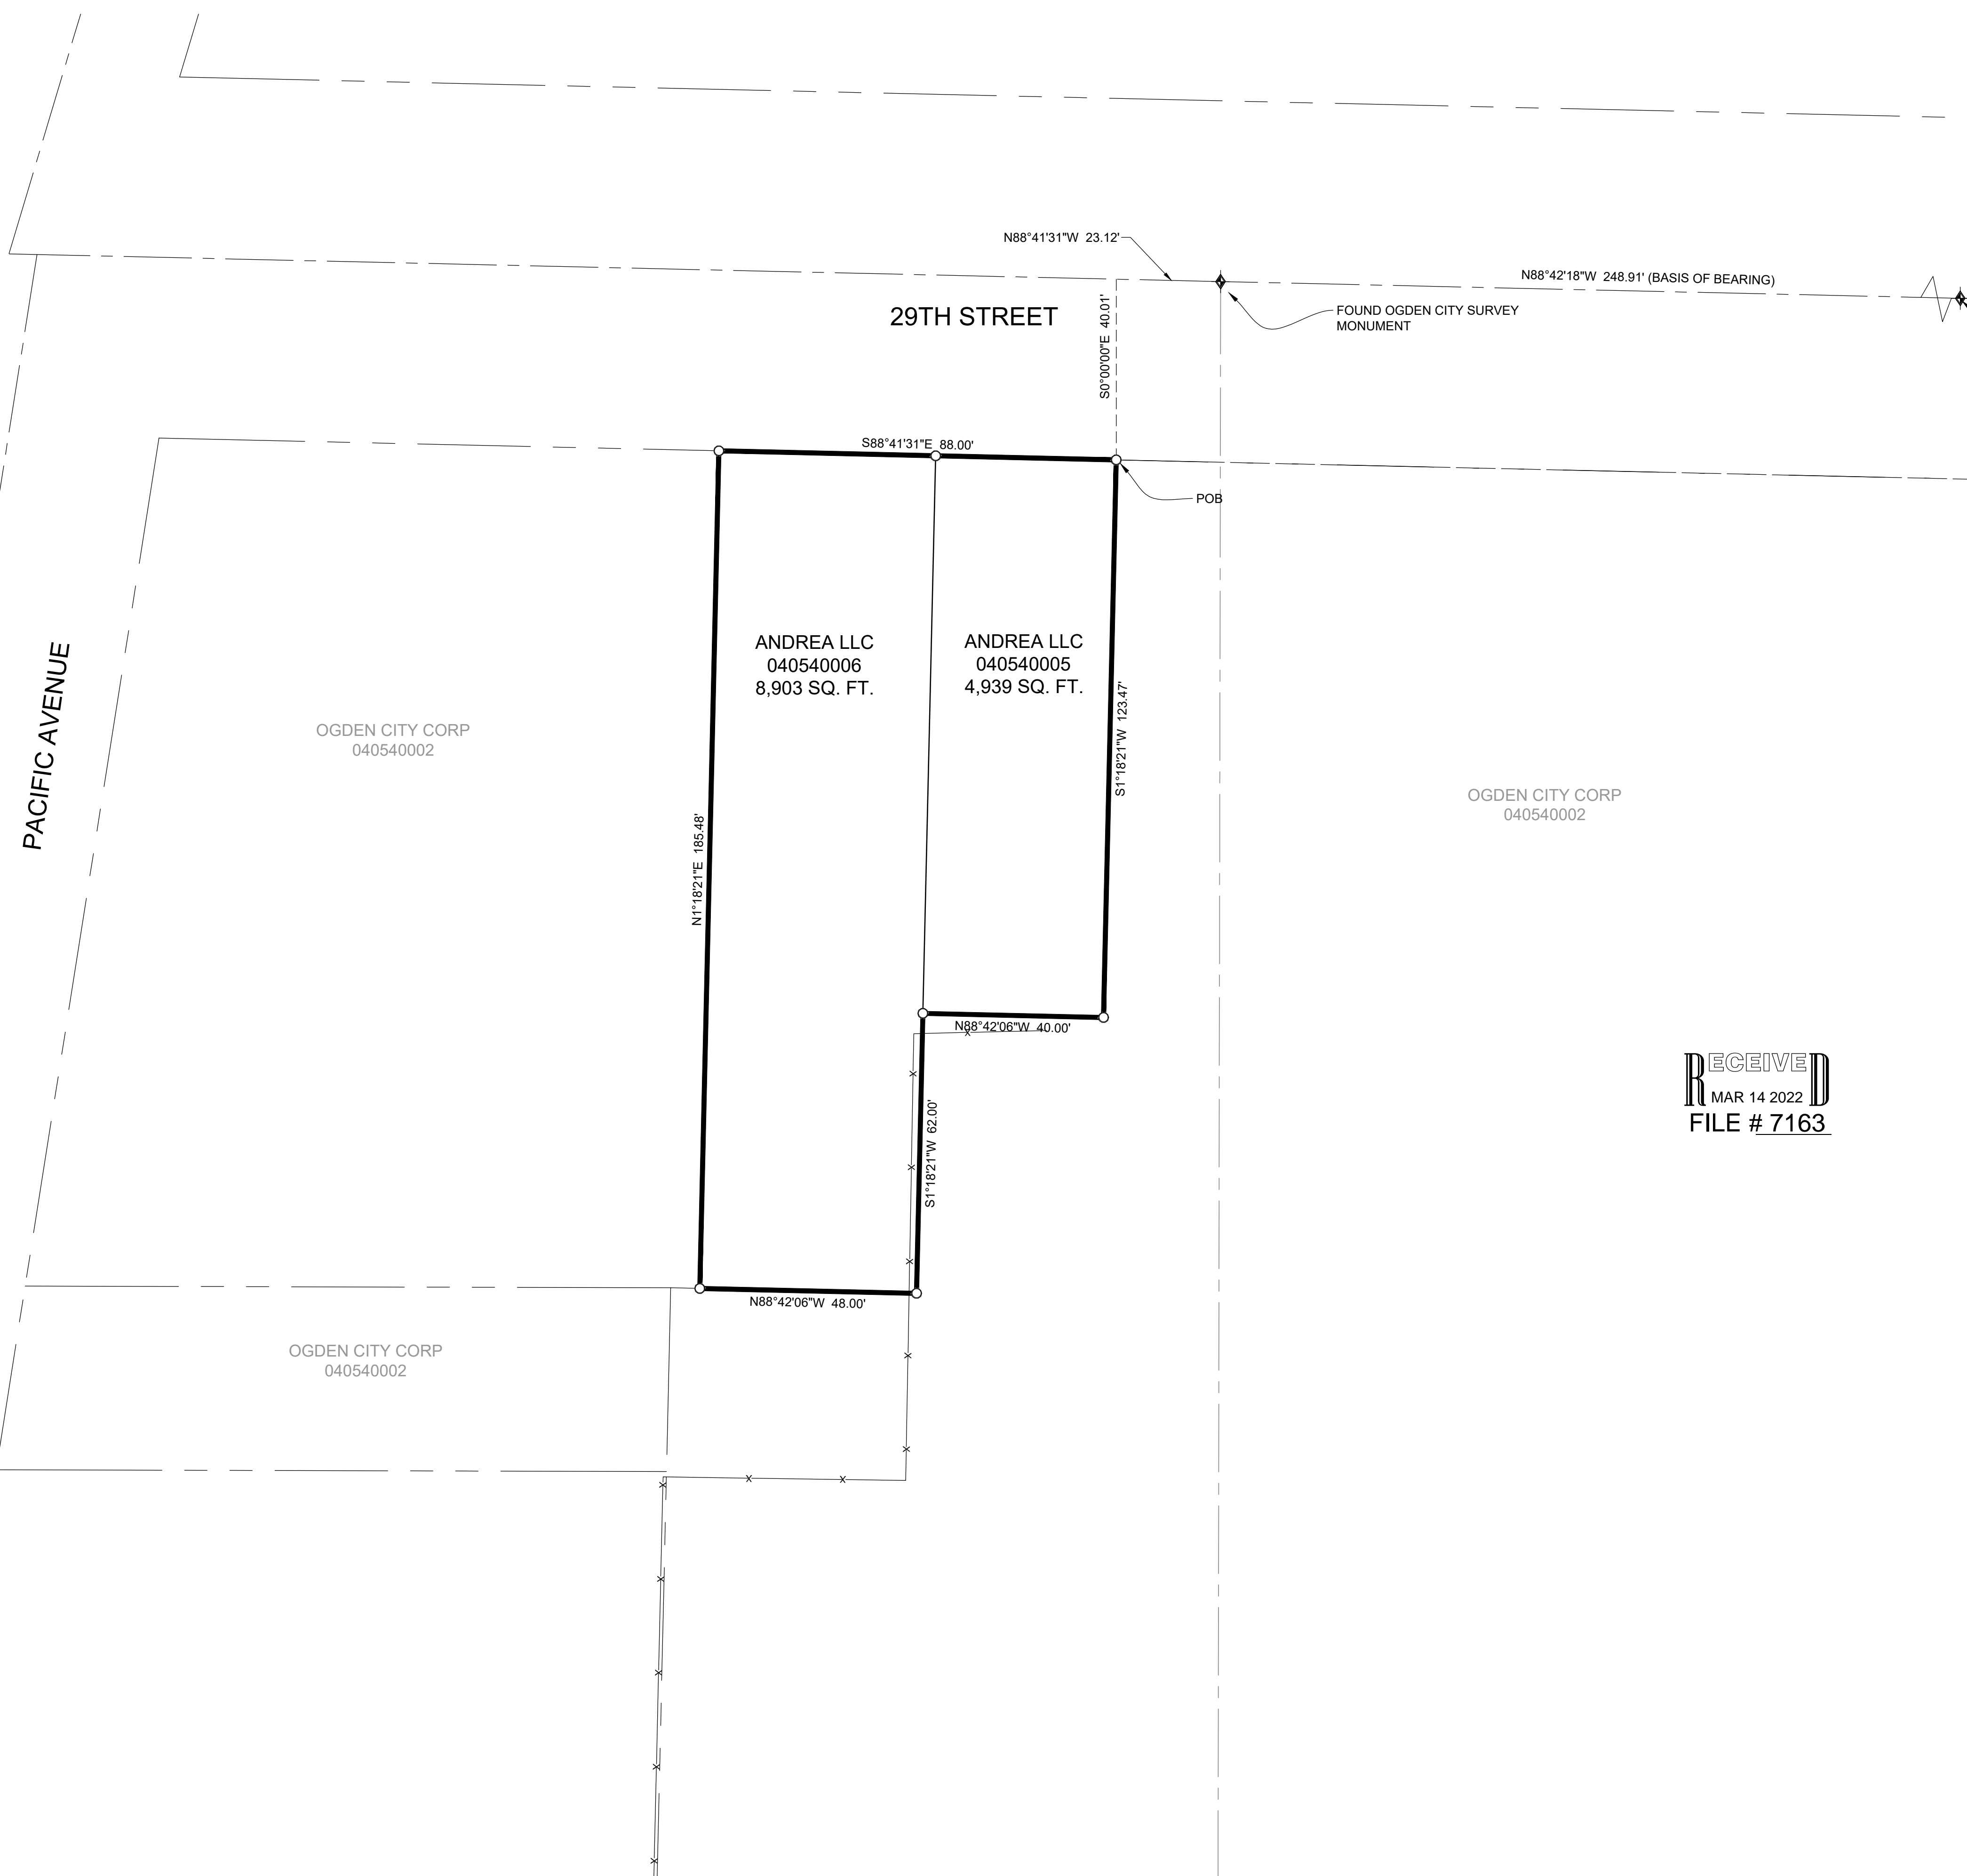 N88°41'31"W 23.12'
N88°42'18"W 248.91' (BASIS OF BEARING)
29TH STREET
S0°00'00"E 40.01'
FOUND OGDEN CITY SURVEY
MONUMENT
S88°41'31"E 88.00'
POB
ANDREA LLC
040540006
8,903 SQ. FT.
ANDREA LLC
040540005
4,939 SQ. FT.
S1°18'21"W 123.47'
PACIFIC AVENUE
OGDEN CITY CORP
040540002
N1°18'21"E 185.48'
OGDEN CITY CORP
040540002
N88°42'06"W 40.00'
RECEIVED
MAR 14 2022
FILE # 7163
S1°18'21"W 62.00'
N88°42'06"W 48.00'
OGDEN CITY CORP
040540002